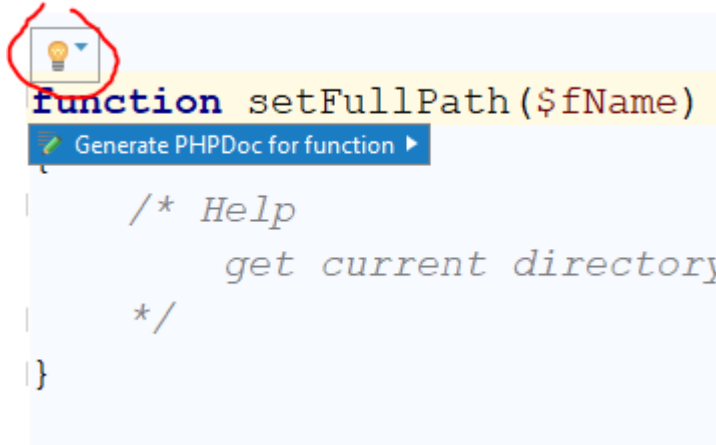 function setFullPath($fName)
Generate PHPDoc for function
{
/* Help
get current directory
*/
}